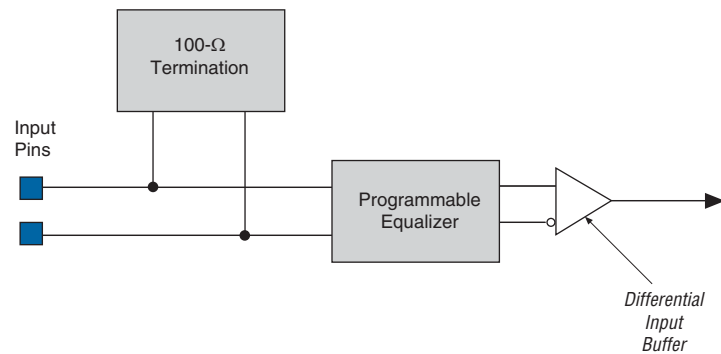 100-Ω
Termination
Input
Pins
Programmable
Equalizer
Differential
Input
Buffer